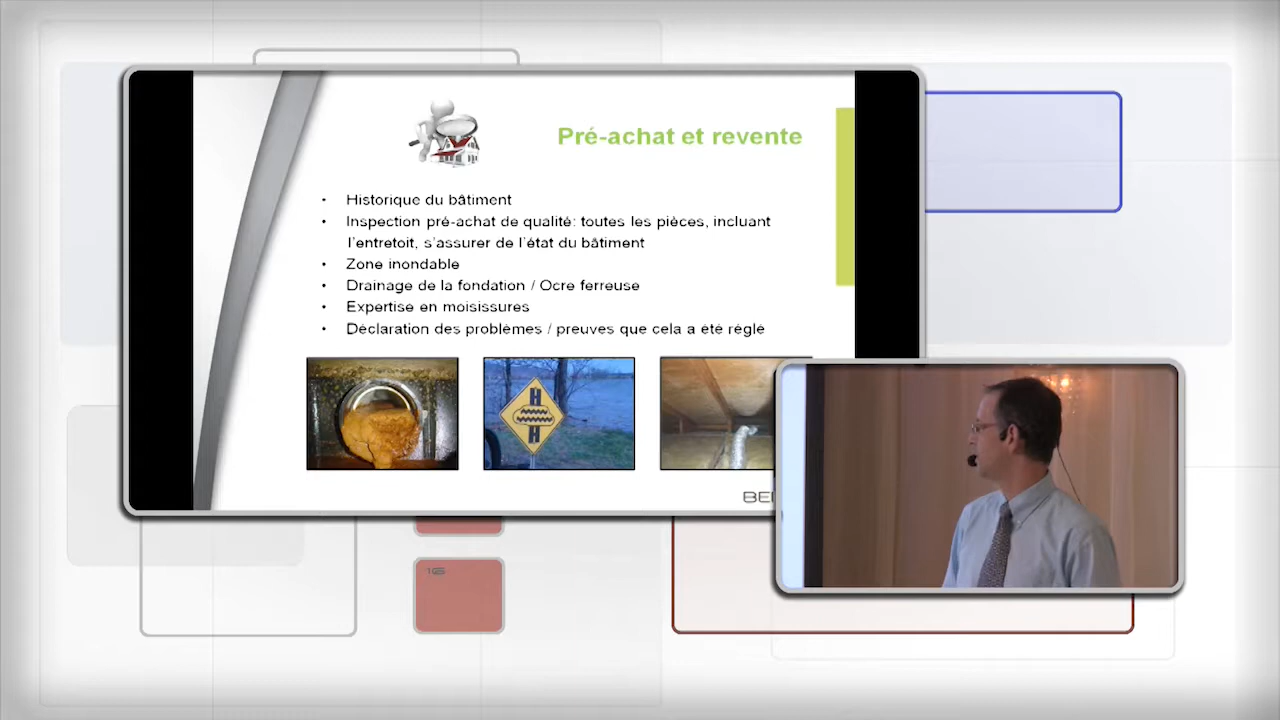 Pré-achat et revente
• Historique du bâtiment
• Inspection pré-achat de qualité: toutes les pièces, incluant
l'entretoit, s'assurer de l'état du bâtiment
• Zone inondable
• Drainage de la fondation / Ocre ferreuse
• Expertise en moisissures
• Déclaration des problèmes / preuves que cela a été réglé
16